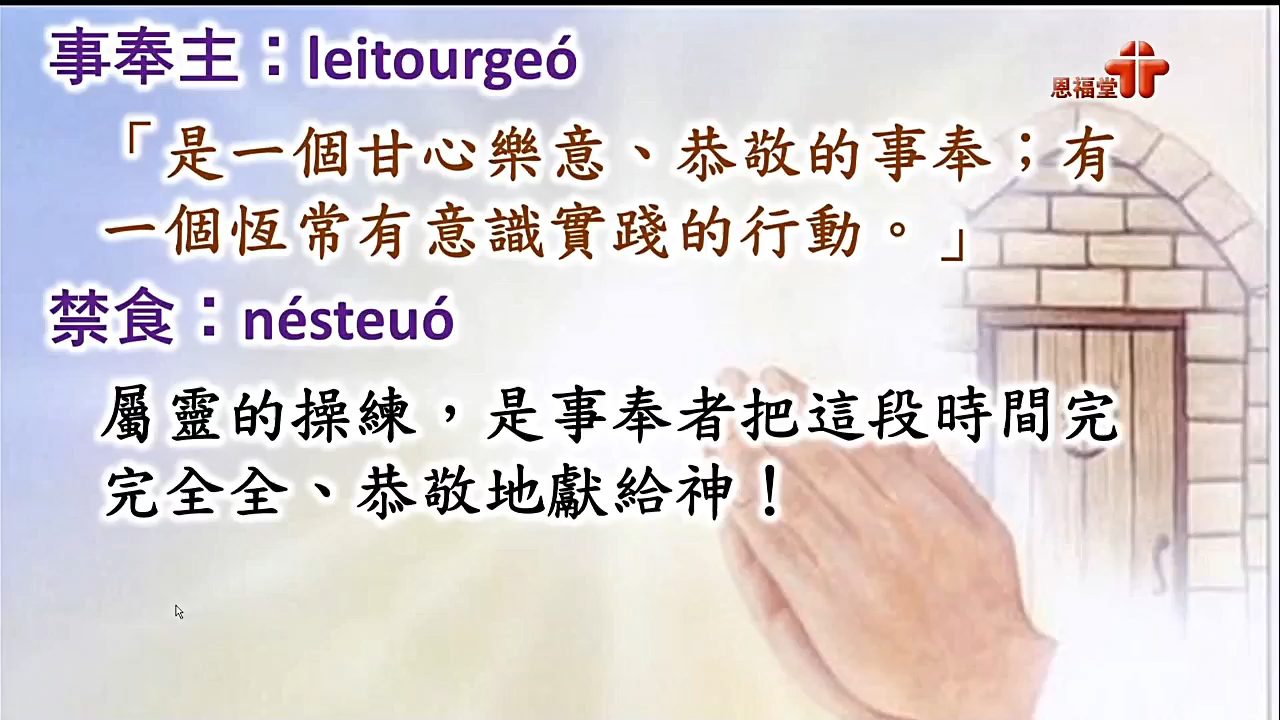 事奉主：leitourgeó
恩福堂
「是一個甘心樂意、恭敬的事奉；有
一個恆常有意識實踐的行動。」
禁食：nésteuó
屬靈的操練，是事奉者把這段時間完
完全全、恭敬地獻給神！